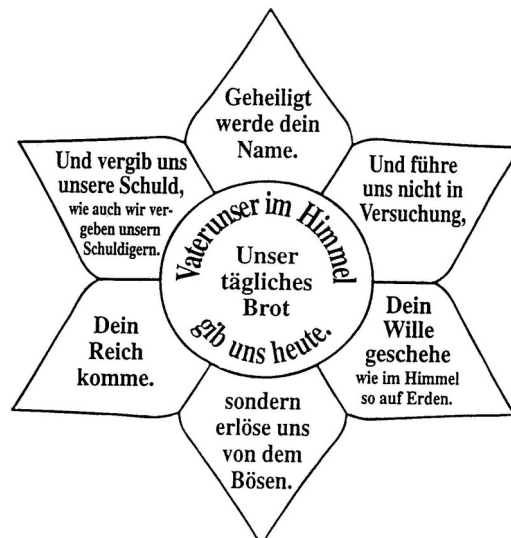 Geheiligt
werde dein
Name.
Und vergib uns
unsere Schuld,
wie auch wir ver-
geben unsern
Schuldigern.
Und führe
uns nicht in
Versuchung,
Vaterunser im Himmel
Unser
tägliches
Brot
gib uns heute.
Dein
Reich
komme.
Dein
Wille
geschehe
wie im Himmel
so auf Erden.
sondern
erlöse uns
von dem
Bösen.